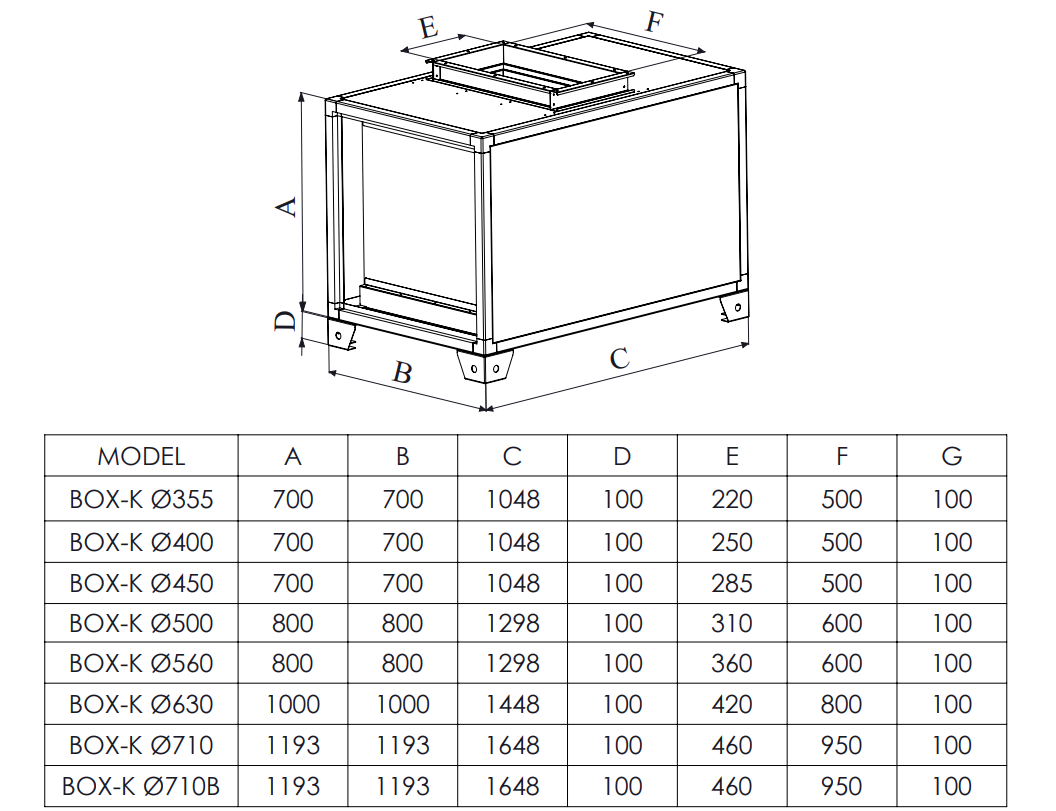 E
F
A
D
B
C
MODEL A B C D E F G
BOX-K Ø355 700 700 1048 100 220 500 100
BOX-K Ø400 700 700 1048 100 250 500 100
BOX-K Ø450 700 700 1048 100 285 500 100
BOX-K Ø500 800 800 1298 100 310 600 100
BOX-K Ø560 800 800 1298 100 360 600 100
BOX-K Ø630 1000 1000 1448 100 420 800 100
BOX-K Ø710 1193 1193 1648 100 460 950 100
BOX-K Ø710B 1193 1193 1648 100 460 950 100